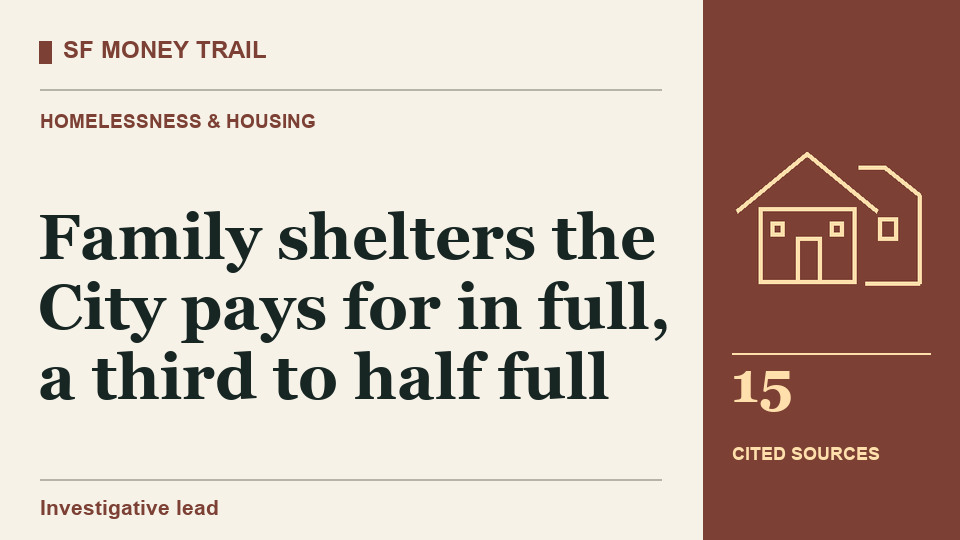 SF MONEY TRAIL
HOMELESSNESS & HOUSING
Family shelters the
City pays for in full,
a third to half full
Investigative lead
15
CITED SOURCES